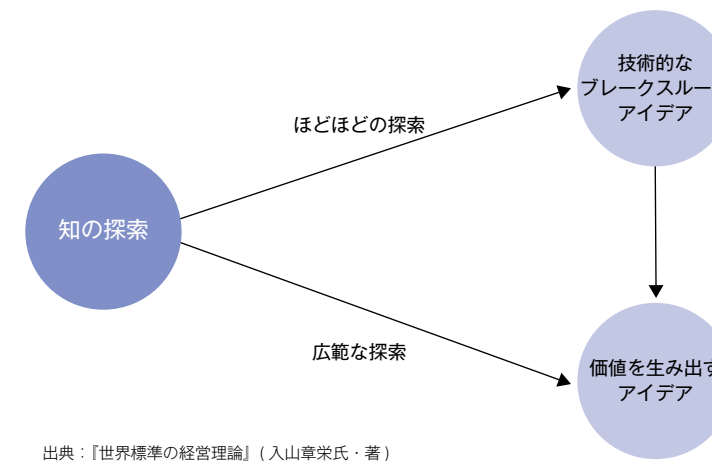 技術的な
ブレークスルー
アイデア
ほどほどの探索
知の探索
広範な探索
価値を生み出す
アイデア
出典：『世界標準の経営理論』( 入山章栄氏・著 )